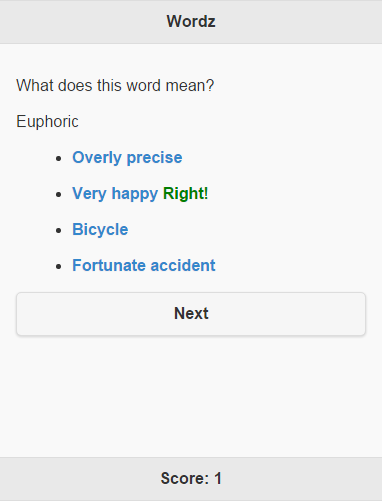 Wordz
What does this word mean?
Euphoric
Overly precise
Very happy Right!
Bicycle
Fortunate accident
Next
Score: 1